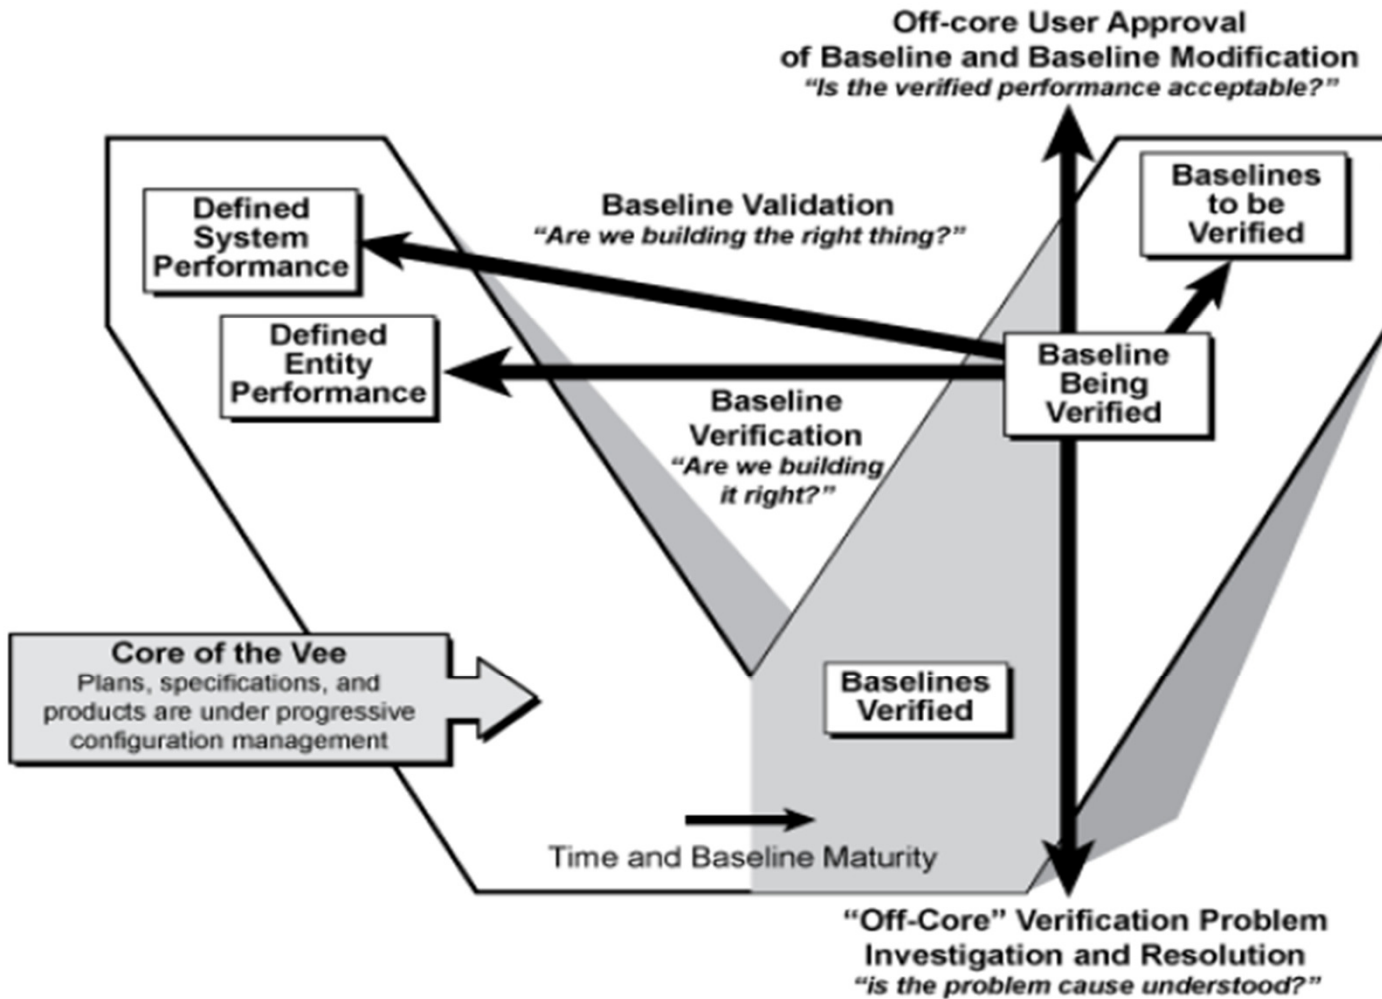 Off-core User Approval
of Baseline and Baseline Modification
“Is the verified performance acceptable?”
Baselines
to be
Verified
Defined
System
Performance
Baseline Validation
“Are we building the right thing?”
Defined
Entity
Performance
Baseline
Being
Verified
Baseline
Verification
“Are we building
it right?”
Core of the Vee
Plans, specifications, and
products are under progressive
configuration management
Baselines
Verified
Time and Baseline Maturity
“Off-Core” Verification Problem
Investigation and Resolution
“is the problem cause understood?”